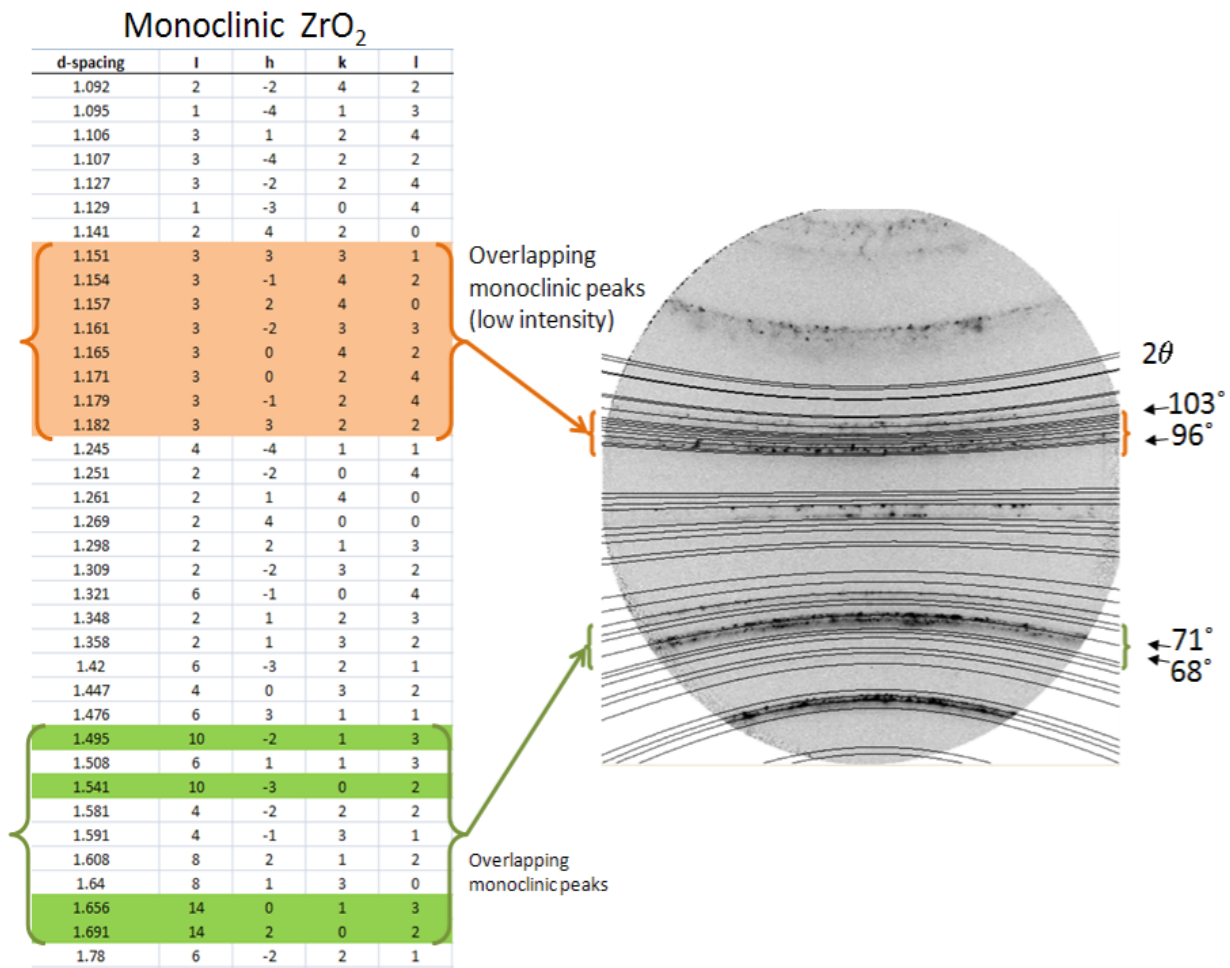 Monoclinic ZrO2
d-spacing I h k l
1.092 2 -2 4 2
1.095 1 -4 1 3
1.106 3 1 2 4
1.107 3 -4 2 2
1.127 3 -2 2 4
1.129 1 -3 0 4
1.141 2 4 2 0
1.151 3 3 3 1
1.154 3 -1 4 2
1.157 3 2 4 0
1.161 3 -2 3 3
1.165 3 0 4 2
1.171 3 0 2 4
1.179 3 -1 2 4
1.182 3 3 2 2
1.245 4 -4 1 1
1.251 2 -2 0 4
1.261 2 1 4 0
1.269 2 4 0 0
1.298 2 2 1 3
1.309 2 -2 3 2
1.321 6 -1 0 4
1.348 2 1 2 3
1.358 2 1 3 2
1.42 6 -3 2 1
1.447 4 0 3 2
1.476 6 3 1 1
1.495 10 -2 1 3
1.508 6 1 1 3
1.541 10 -3 0 2
1.581 4 -2 2 2
1.591 4 -1 3 1
1.608 8 2 1 2
1.64 8 1 3 0
1.656 14 0 1 3
1.691 14 2 0 2
1.78 6 -2 2 1
Overlapping
monoclinic peaks
(low intensity)
Overlapping
monoclinic peaks
2θ
103°
96°
71°
68°